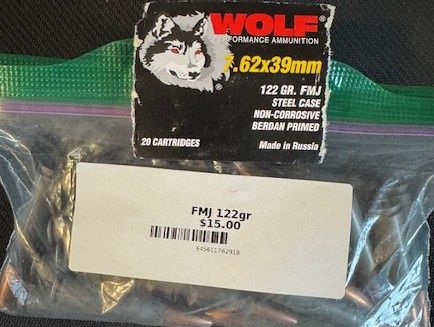 WOLF
PERFORMANCE AMMUNITION
7.62x39mm
122 GR. FMJ
STEEL CASE
NON-CORROSIVE
BERDAN PRIMED
20 CARTRIDGES
Made in Russia
FMJ 122gr
$15.00
645611762918